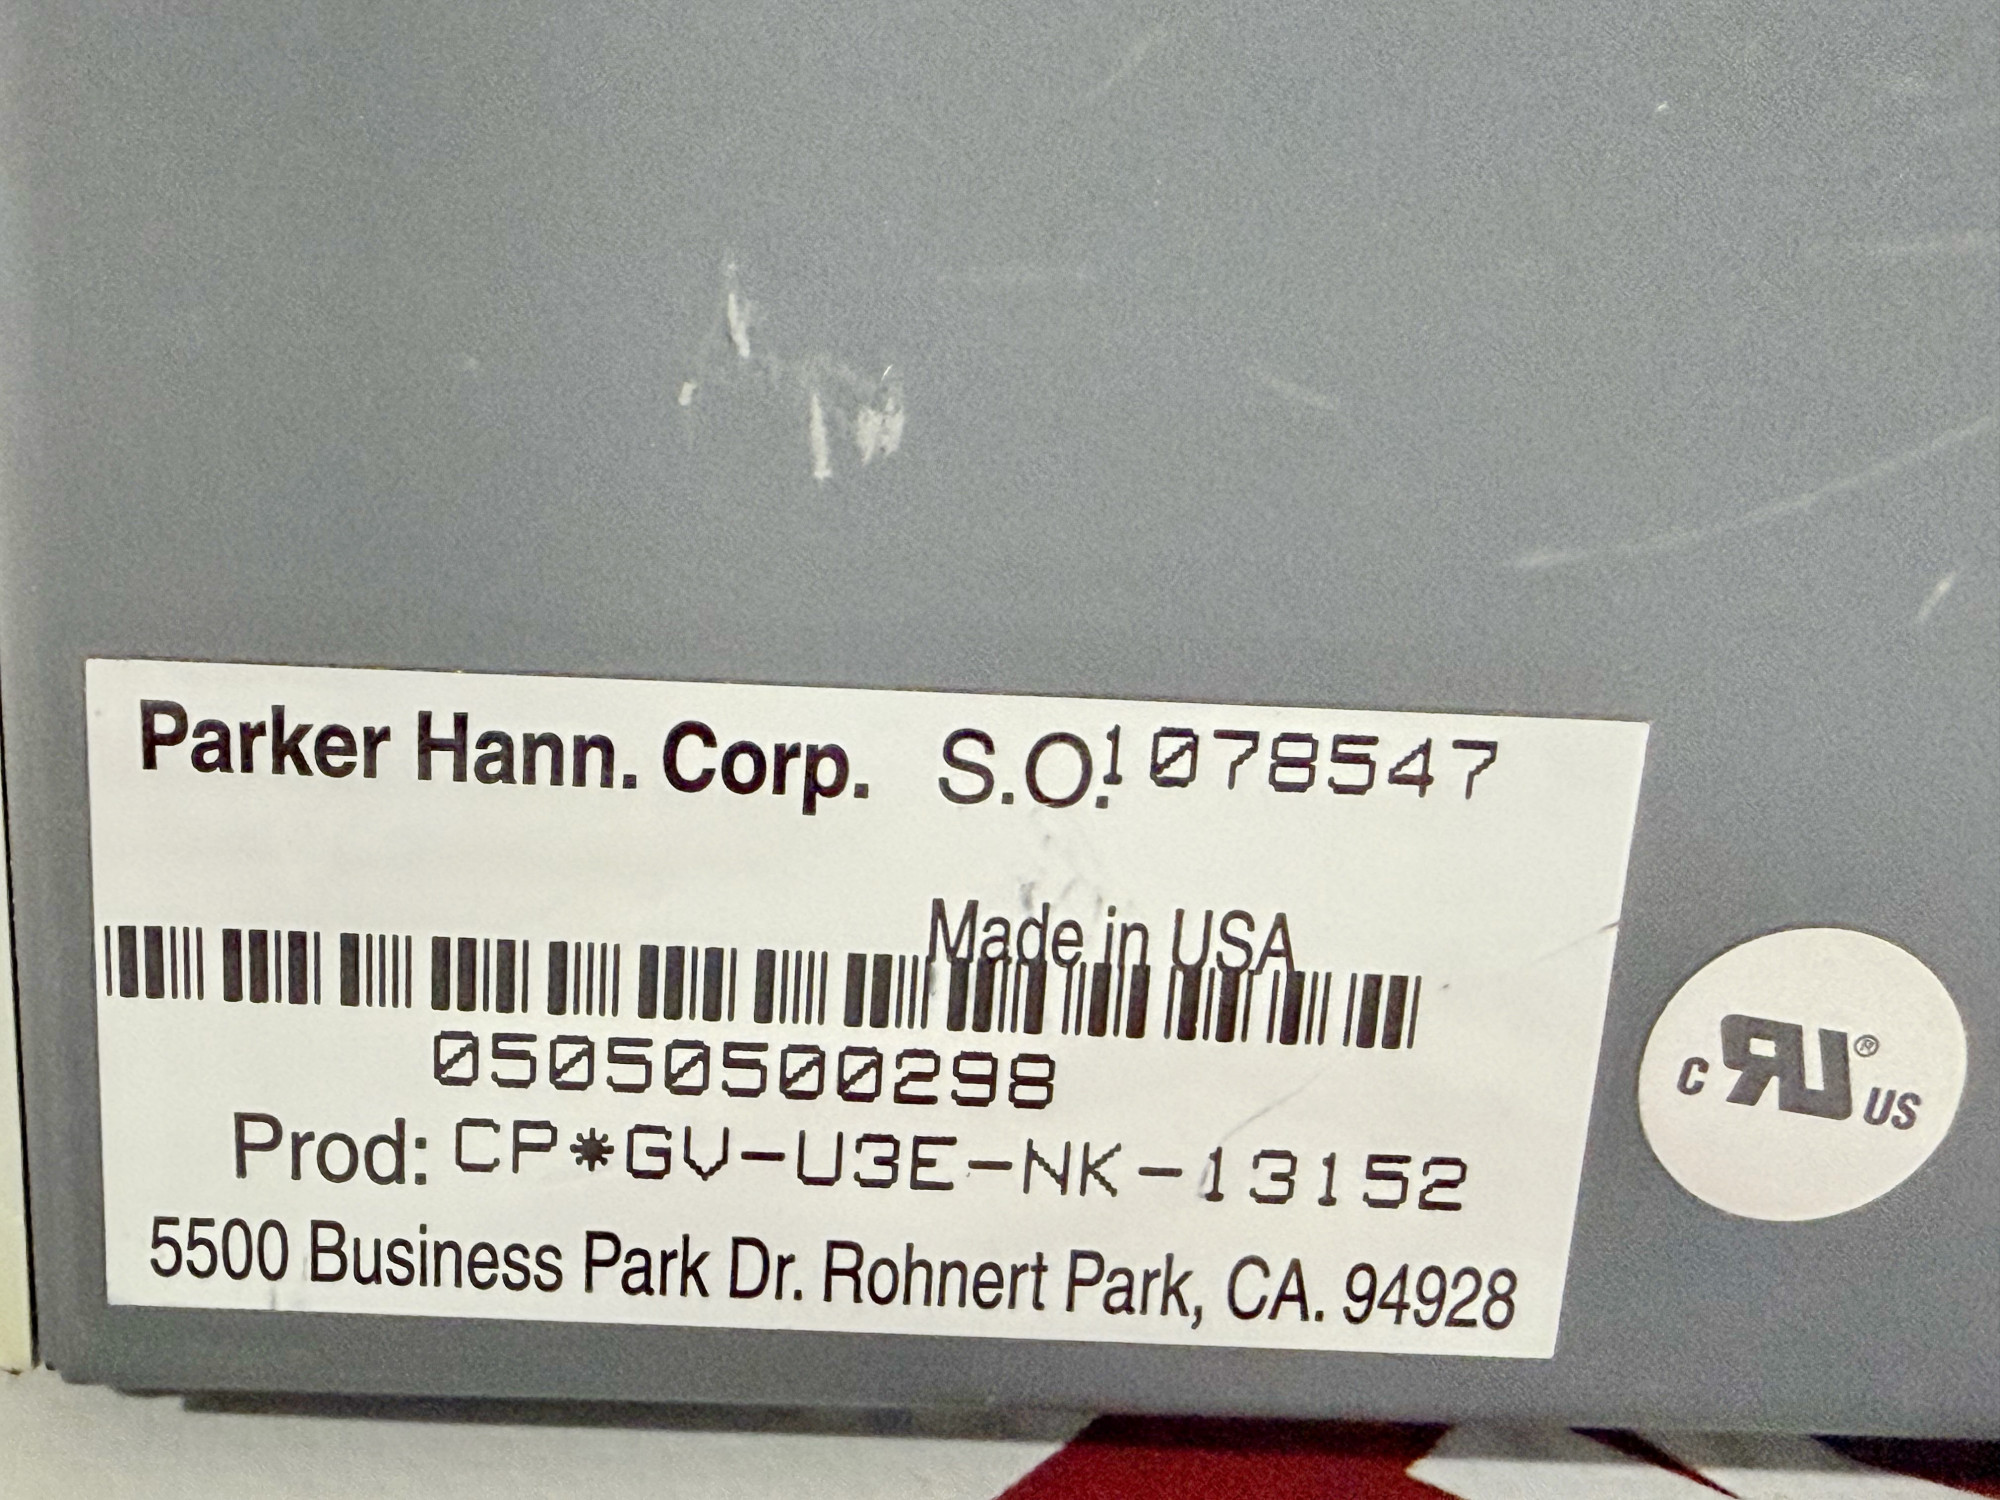 Parker Hann. Corp. S.O. 1078547
Made in USA
05050500298
Prod: CP*GV-U3E-NK-13152
5500 Business Park Dr. Rohnert Park, CA. 94928
c RU® US